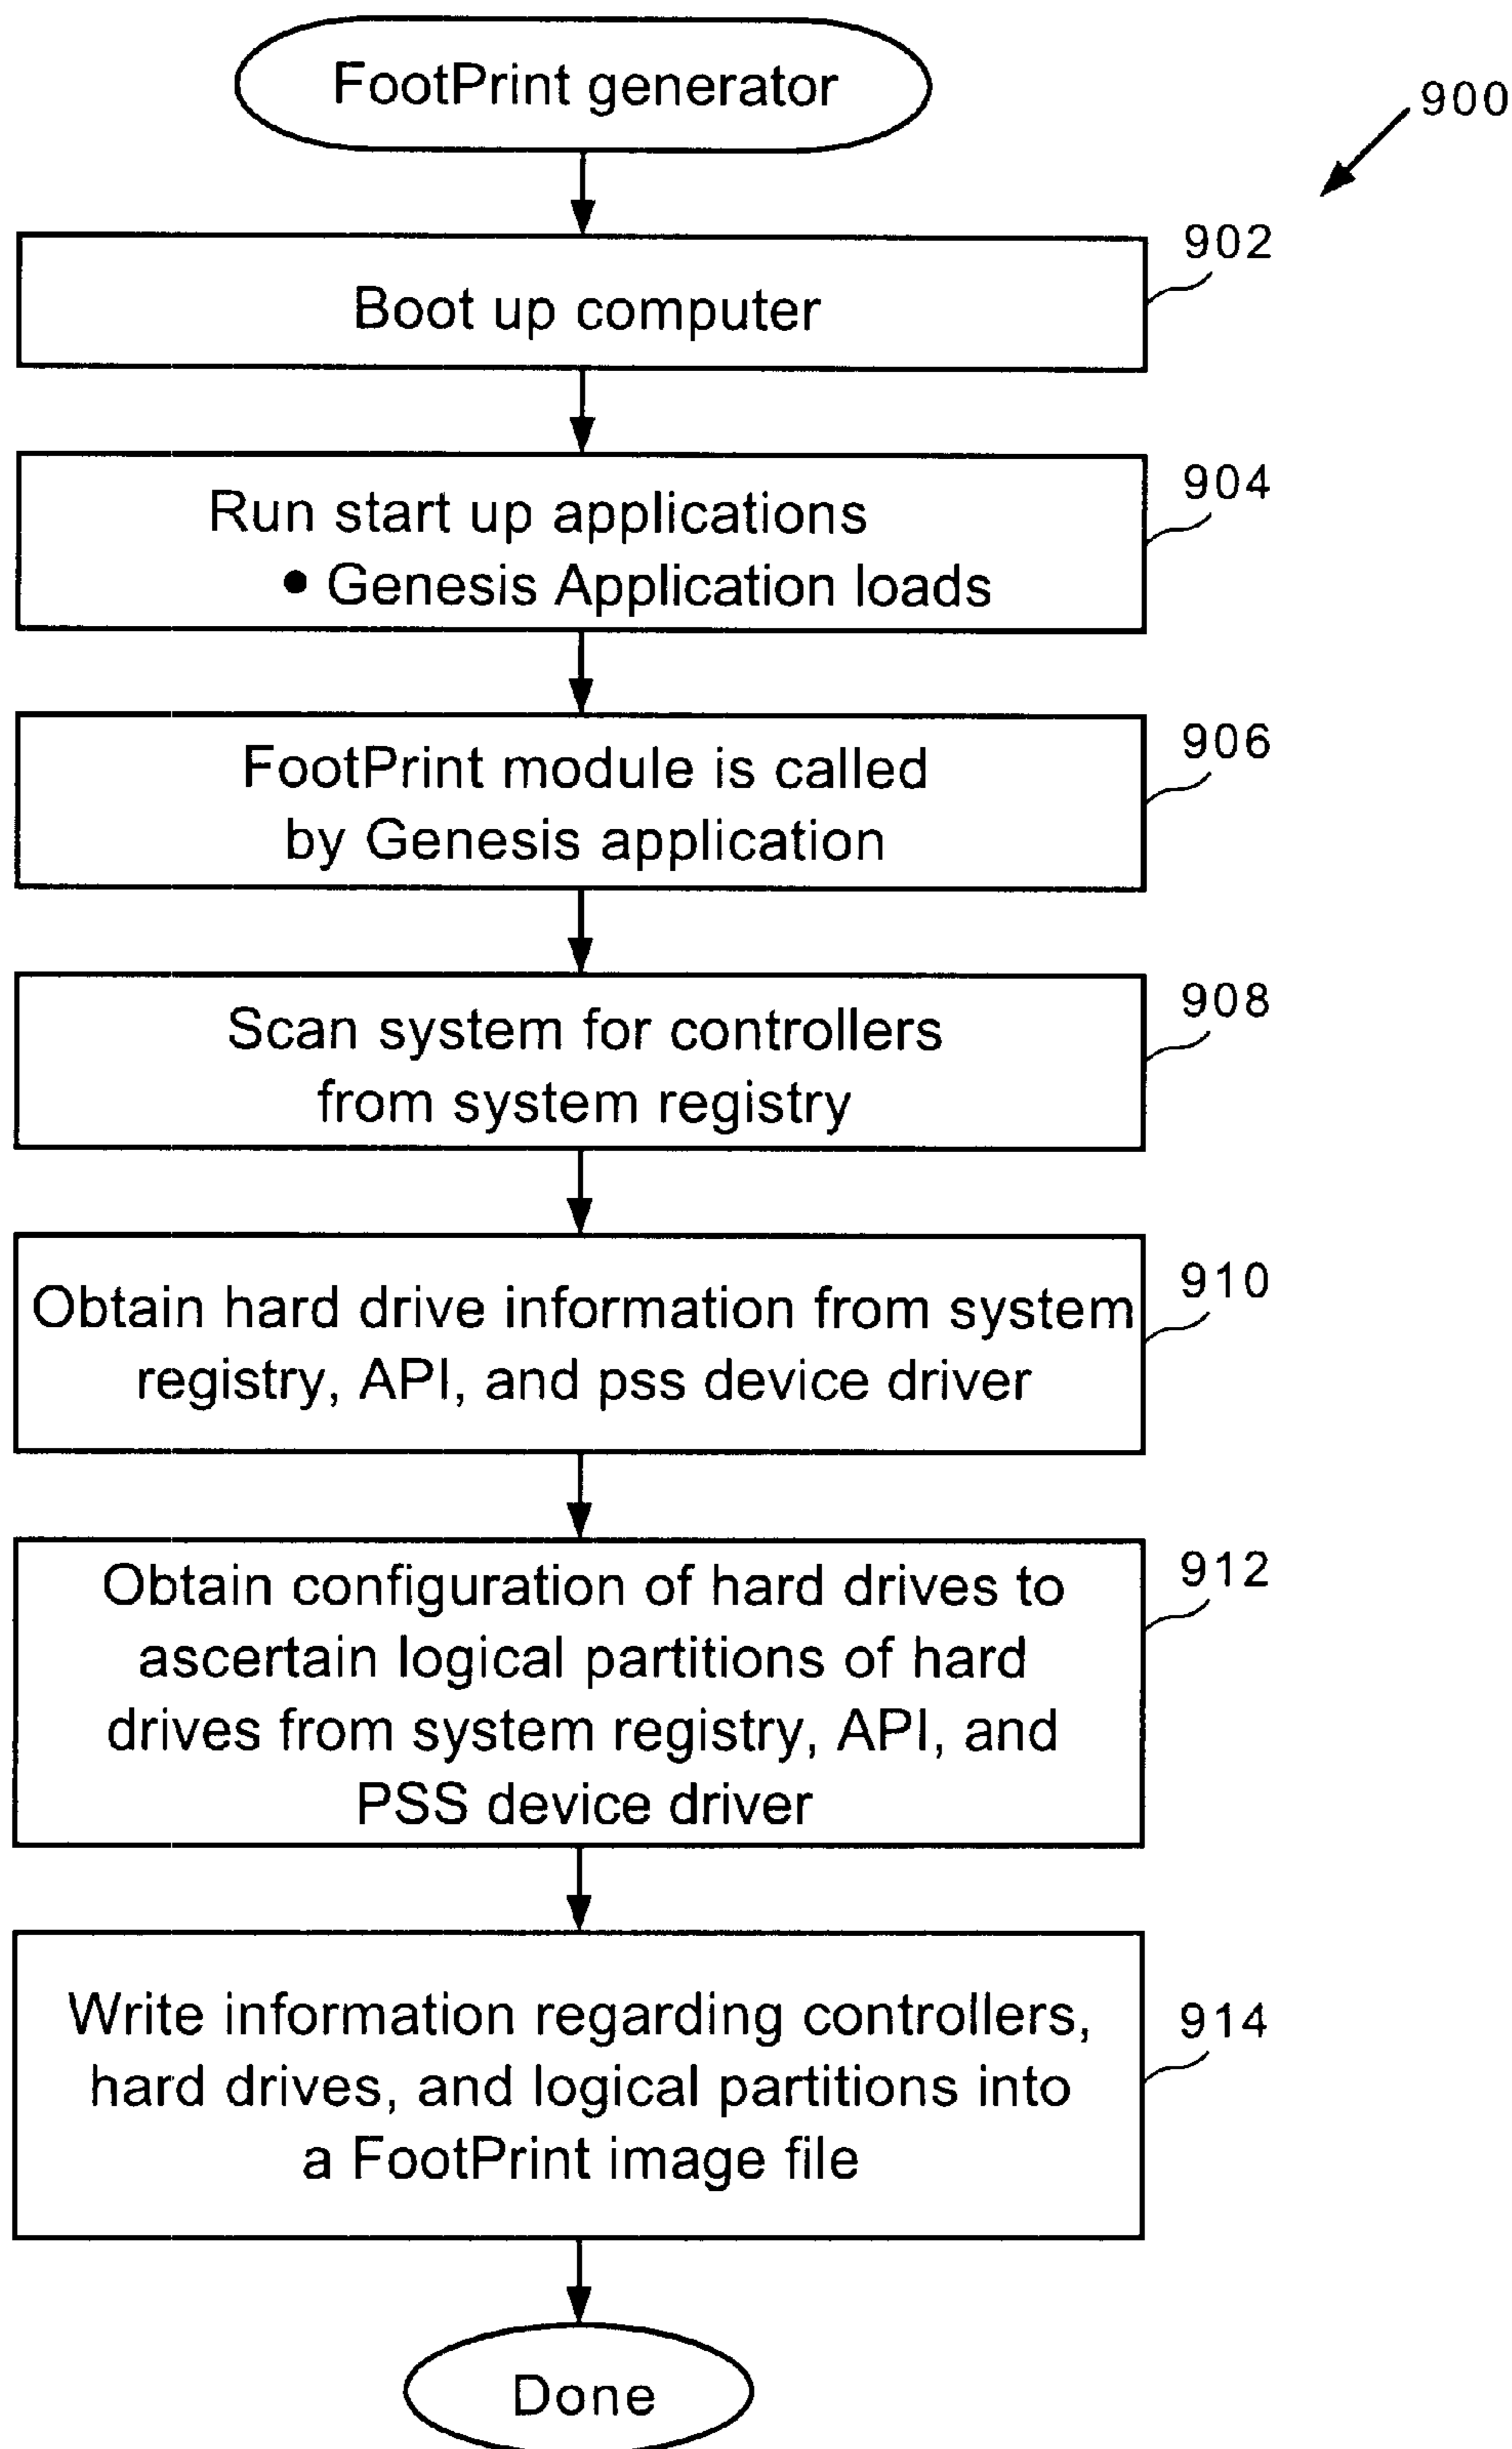 FootPrint generator
900
902
Boot up computer
904
Run start up applications
● Genesis Application loads
906
FootPrint module is called
by Genesis application
908
Scan system for controllers
from system registry
910
Obtain hard drive information from system
registry, API, and pss device driver
912
Obtain configuration of hard drives to
ascertain logical partitions of hard
drives from system registry, API, and
PSS device driver
914
Write information regarding controllers,
hard drives, and logical partitions into
a FootPrint image file
Done